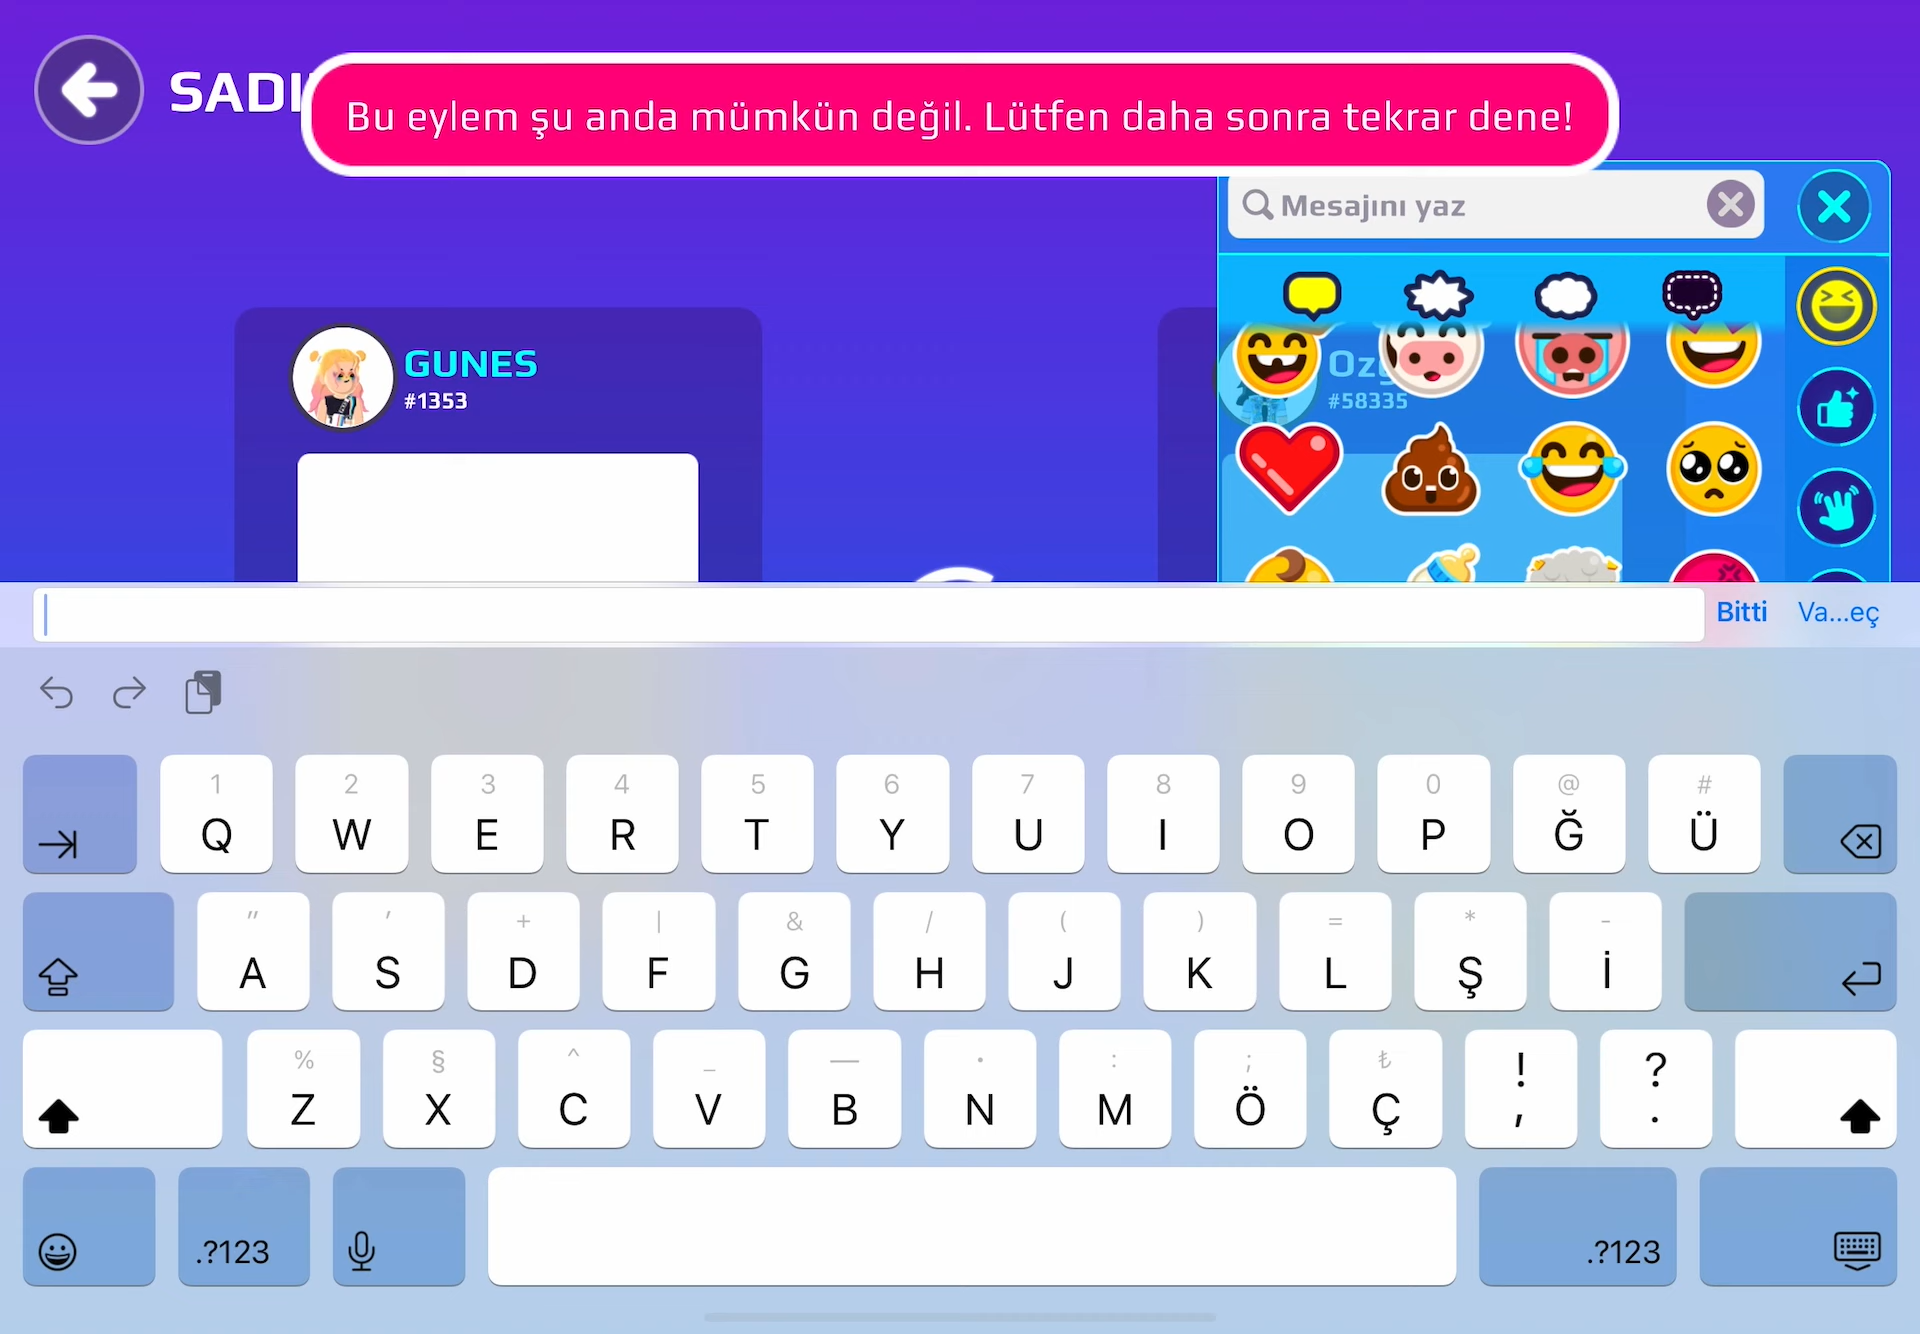 Bu eylem şu anda mümkün değil. Lütfen daha sonra tekrar dene!
Mesajını yaz
GUNES
#1353
#58335
Bitti
Va...eç
1 2 3 4 5 6 7 8 9 0 @ #
Q W E R T Y U I O P Ğ Ü
" ' + | & / ( ) = * -
A S D F G H J K L Ş İ
% § ^ _ — · : ; ₺ ! ?
Z X C V B N M Ö Ç , .
.?123 .?123